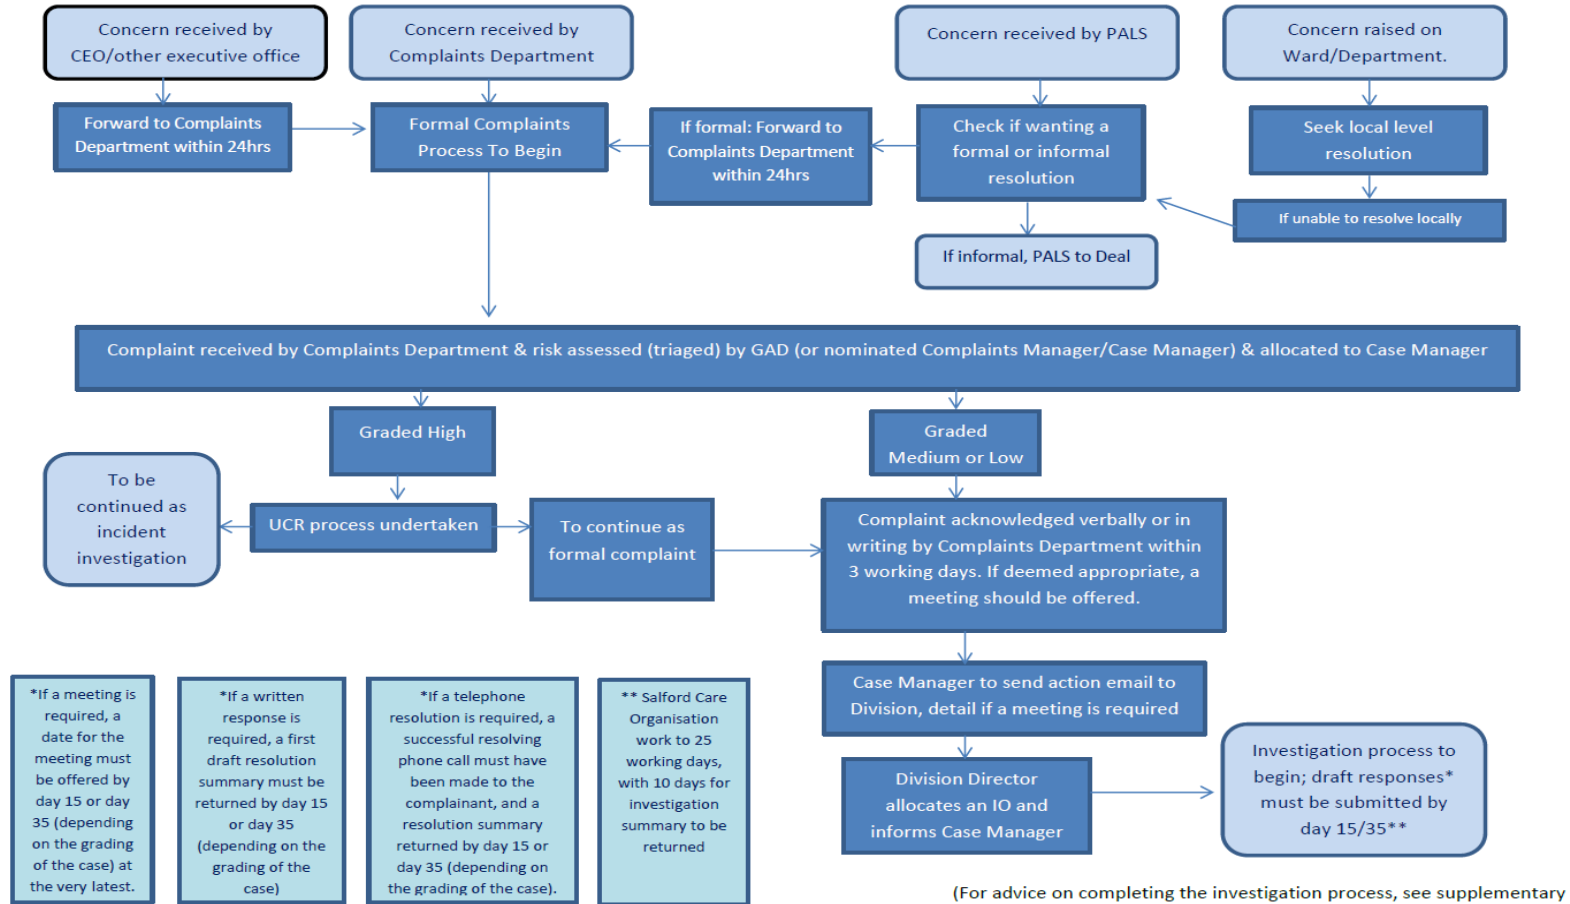 Concern received by
CEO/other executive office
Concern received by
Complaints Department
Concern received by PALS
Concern raised on
Ward/Department.
Forward to Complaints
Department within 24hrs
Formal Complaints
Process To Begin
If formal: Forward to
Complaints Department
within 24hrs
Check if wanting a
formal or informal
resolution
Seek local level
resolution
If unable to resolve locally
If informal, PALS to Deal
Complaint received by Complaints Department & risk assessed (triaged) by GAD (or nominated Complaints Manager/Case Manager) & allocated to Case Manager
Graded High
Graded
Medium or Low
To be
continued as
incident
investigation
UCR process undertaken
To continue as
formal complaint
Complaint acknowledged verbally or in
writing by Complaints Department within
3 working days. If deemed appropriate, a
meeting should be offered.
Case Manager to send action email to
Division, detail if a meeting is required
Division Director
allocates an IO and
informs Case Manager
Investigation process to
begin; draft responses*
must be submitted by
day 15/35**
*If a meeting is
required, a
date for the
meeting must
be offered by
day 15 or day
35 (depending
on the grading
of the case) at
the very latest.
*If a written
response is
required, a first
draft resolution
summary must be
returned by day 15
or day 35
(depending on the
grading of the
case)
*If a telephone
resolution is required, a
successful resolving
phone call must have
been made to the
complainant, and a
resolution summary
returned by day 15 or
day 35 (depending on
the grading of the case).
** Salford Care
Organisation
work to 25
working days,
with 10 days for
investigation
summary to be
returned
(For advice on completing the investigation process, see supplementary